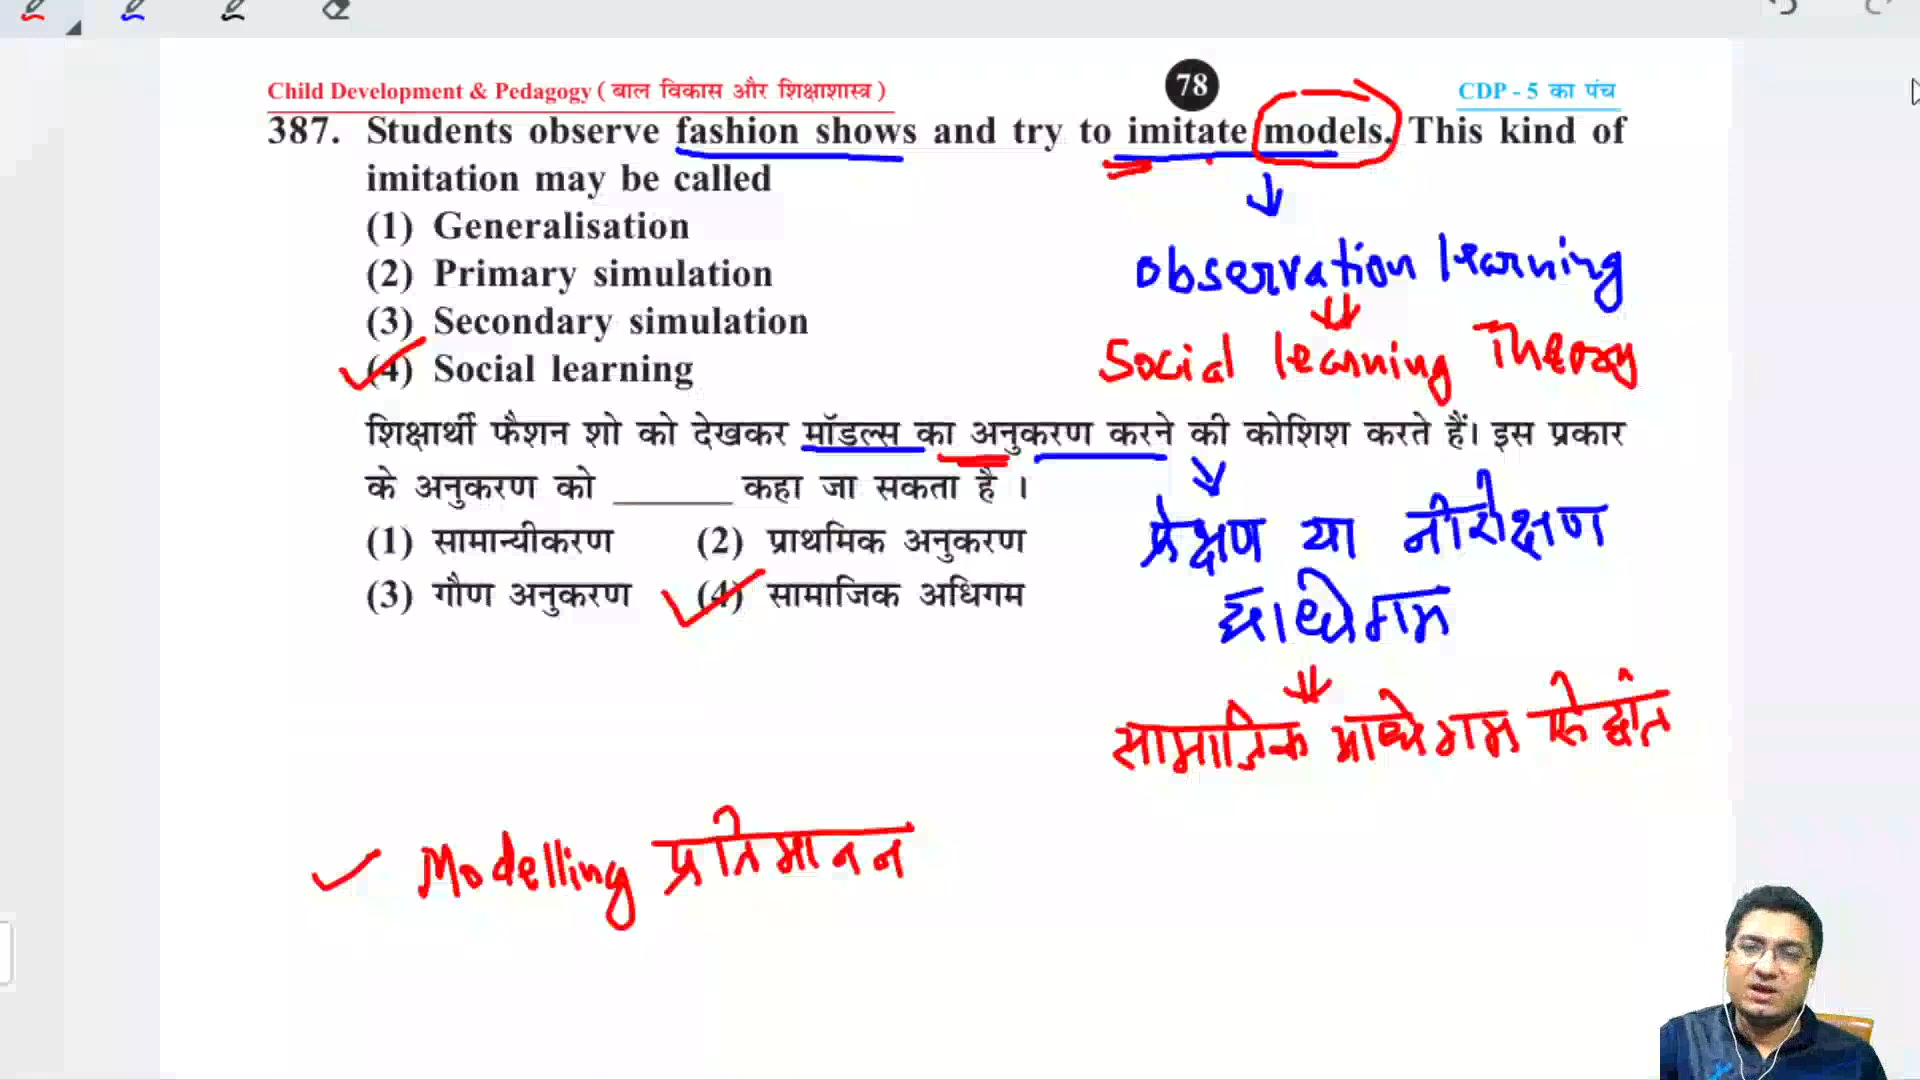 Child Development & Pedagogy ( बाल विकास और शिक्षाशास्त्र )
78
CDP - 5 का पंच
387. Students observe fashion shows and try to imitate models. This kind of
imitation may be called
(1) Generalisation
(2) Primary simulation
(3) Secondary simulation
(4) Social learning
observation learning
Social learning Theory
शिक्षार्थी फैशन शो को देखकर मॉडल्स का अनुकरण करने की कोशिश करते हैं। इस प्रकार
के अनुकरण को _______ कहा जा सकता है ।
(1) सामान्यीकरण (2) प्राथमिक अनुकरण
(3) गौण अनुकरण (4) सामाजिक अधिगम
प्रेक्षण या
सामाजिक
Modelling प्रतिमानन